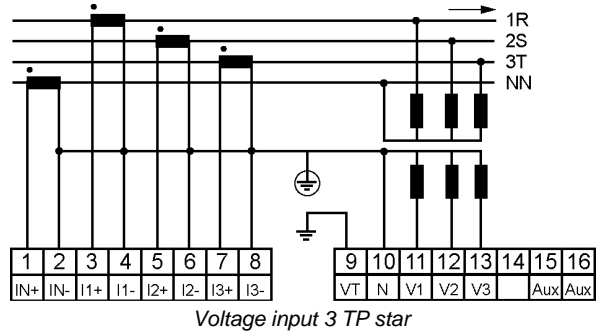 1R
2S
3T
NN
1 2 3 4 5 6 7 8
IN+ IN- I1+ I1- I2+ I2- I3+ I3-
9 10 11 12 13 14 15 16
VT N V1 V2 V3 Aux Aux
Voltage input 3 TP star